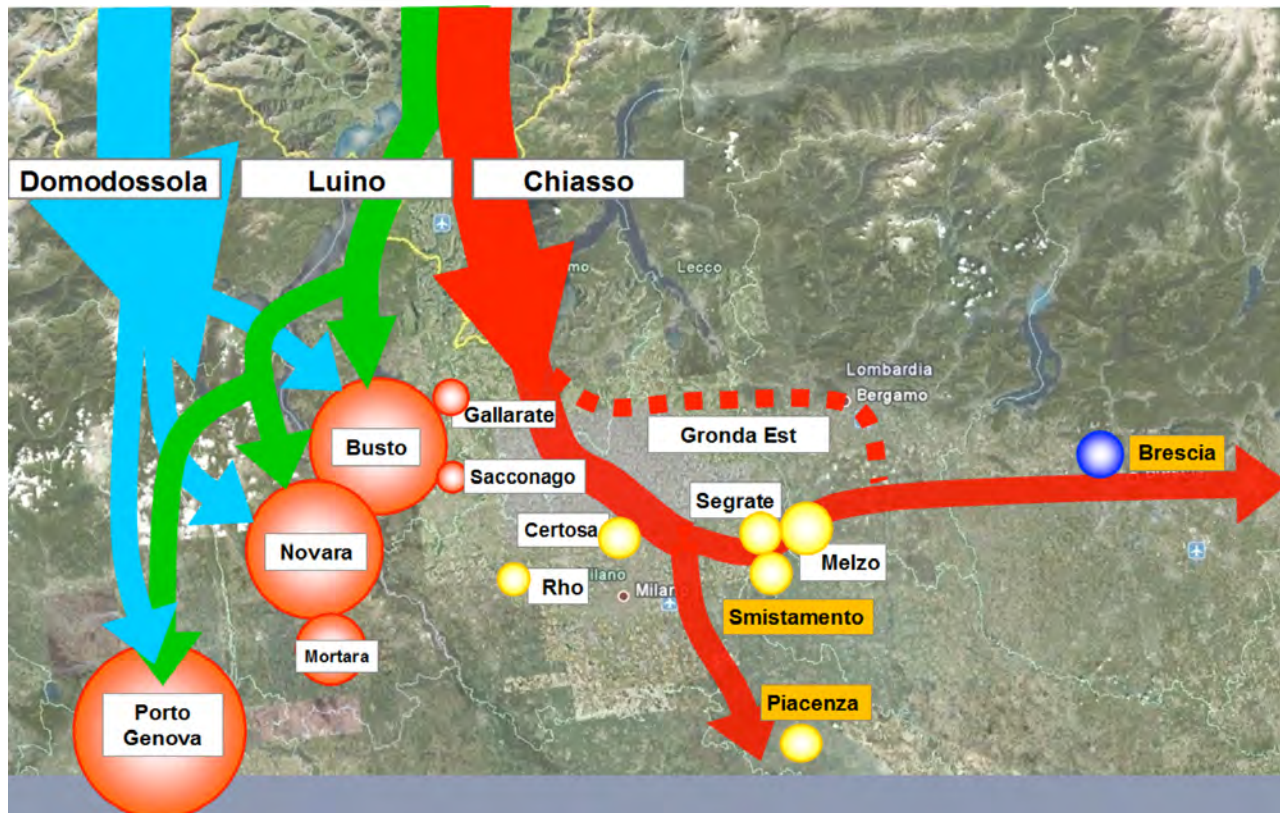 Domodossola
Luino
Chiasso
Lecco
Lombardia
Bergamo
Gallarate
Gronda Est
Busto
Brescia
Sacconago
Segrate
Certosa
Novara
Melzo
Rho
Milano
Smistamento
Mortara
Piacenza
Porto
Genova